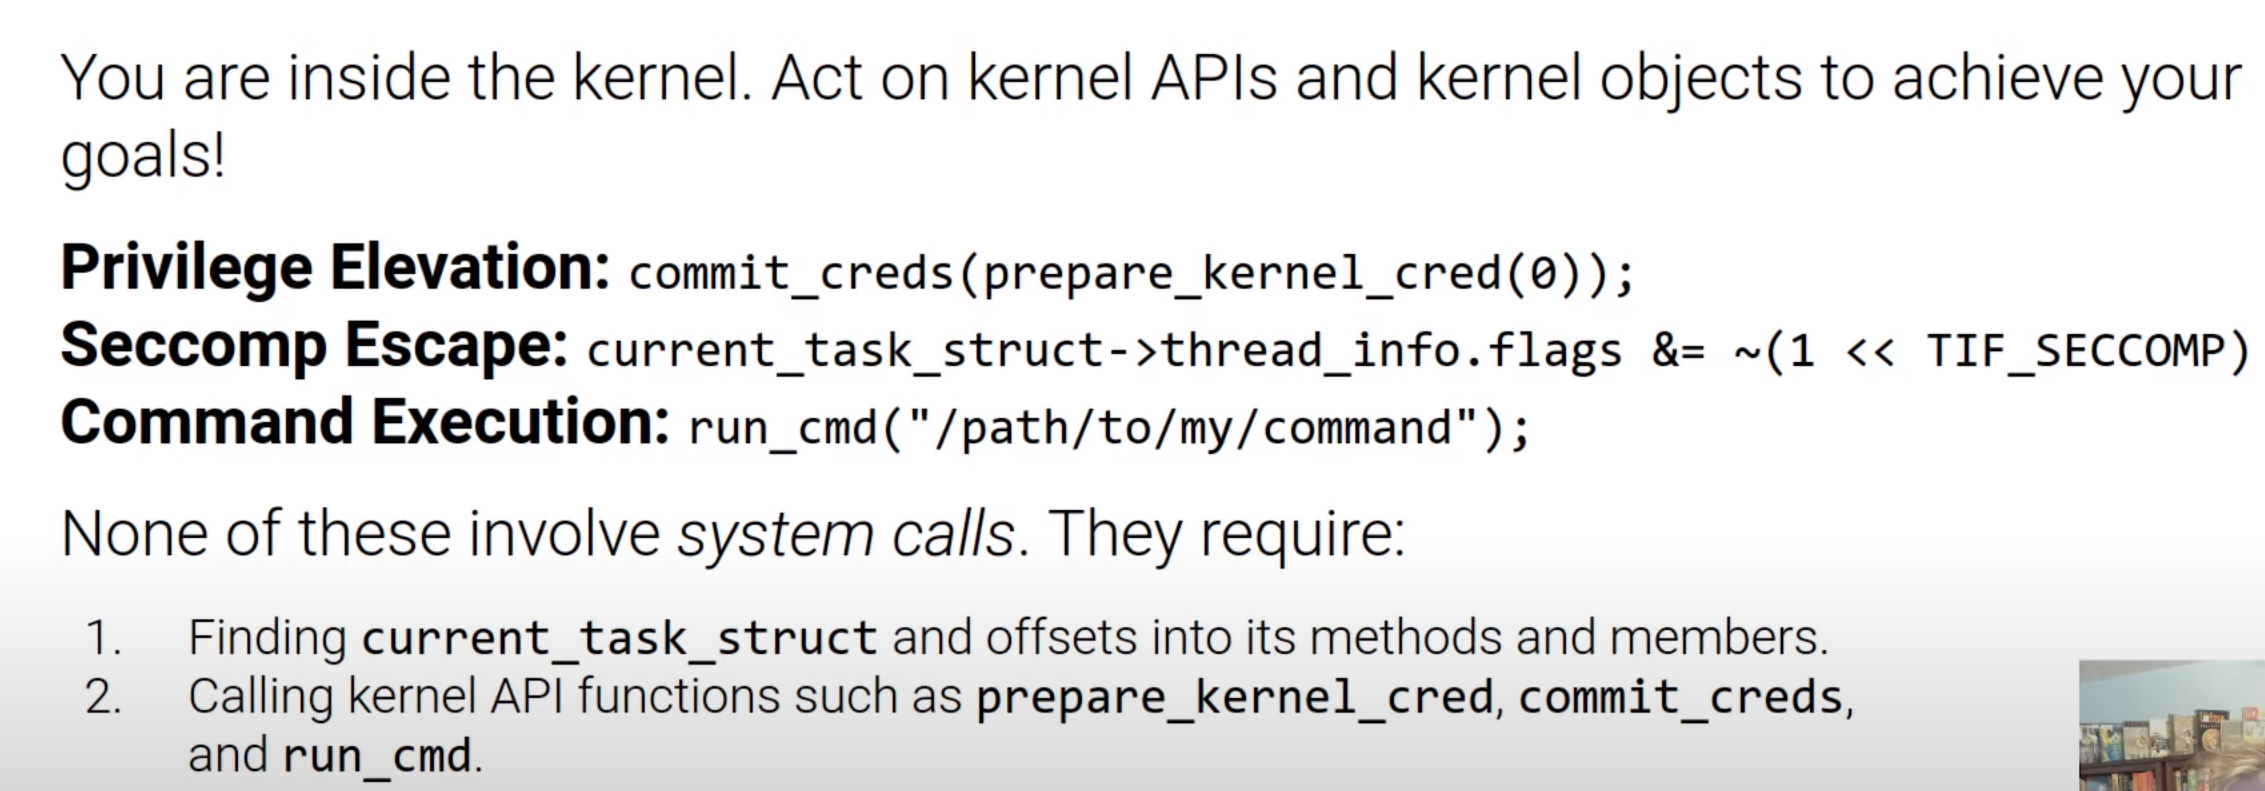 You are inside the kernel. Act on kernel APIs and kernel objects to achieve your
goals!
Privilege Elevation: commit_creds(prepare_kernel_cred(0));
Seccomp Escape: current_task_struct->thread_info.flags &= ~(1 << TIF_SECCOMP)
Command Execution: run_cmd("/path/to/my/command");
None of these involve system calls. They require:
1. Finding current_task_struct and offsets into its methods and members.
2. Calling kernel API functions such as prepare_kernel_cred, commit_creds,
and run_cmd.